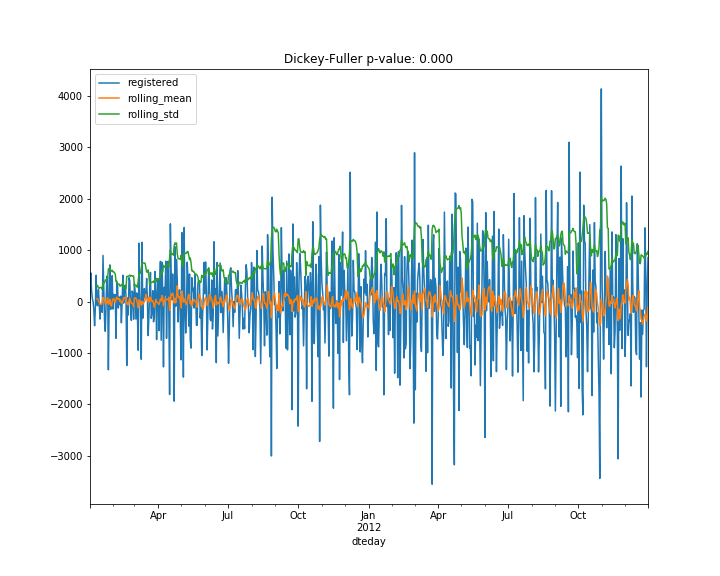 Dickey-Fuller p-value: 0.000
registered
rolling_mean
rolling_std
4000
3000
2000
1000
0
−1000
−2000
−3000
Apr Jul Oct Jan Apr Jul Oct
2012
dteday